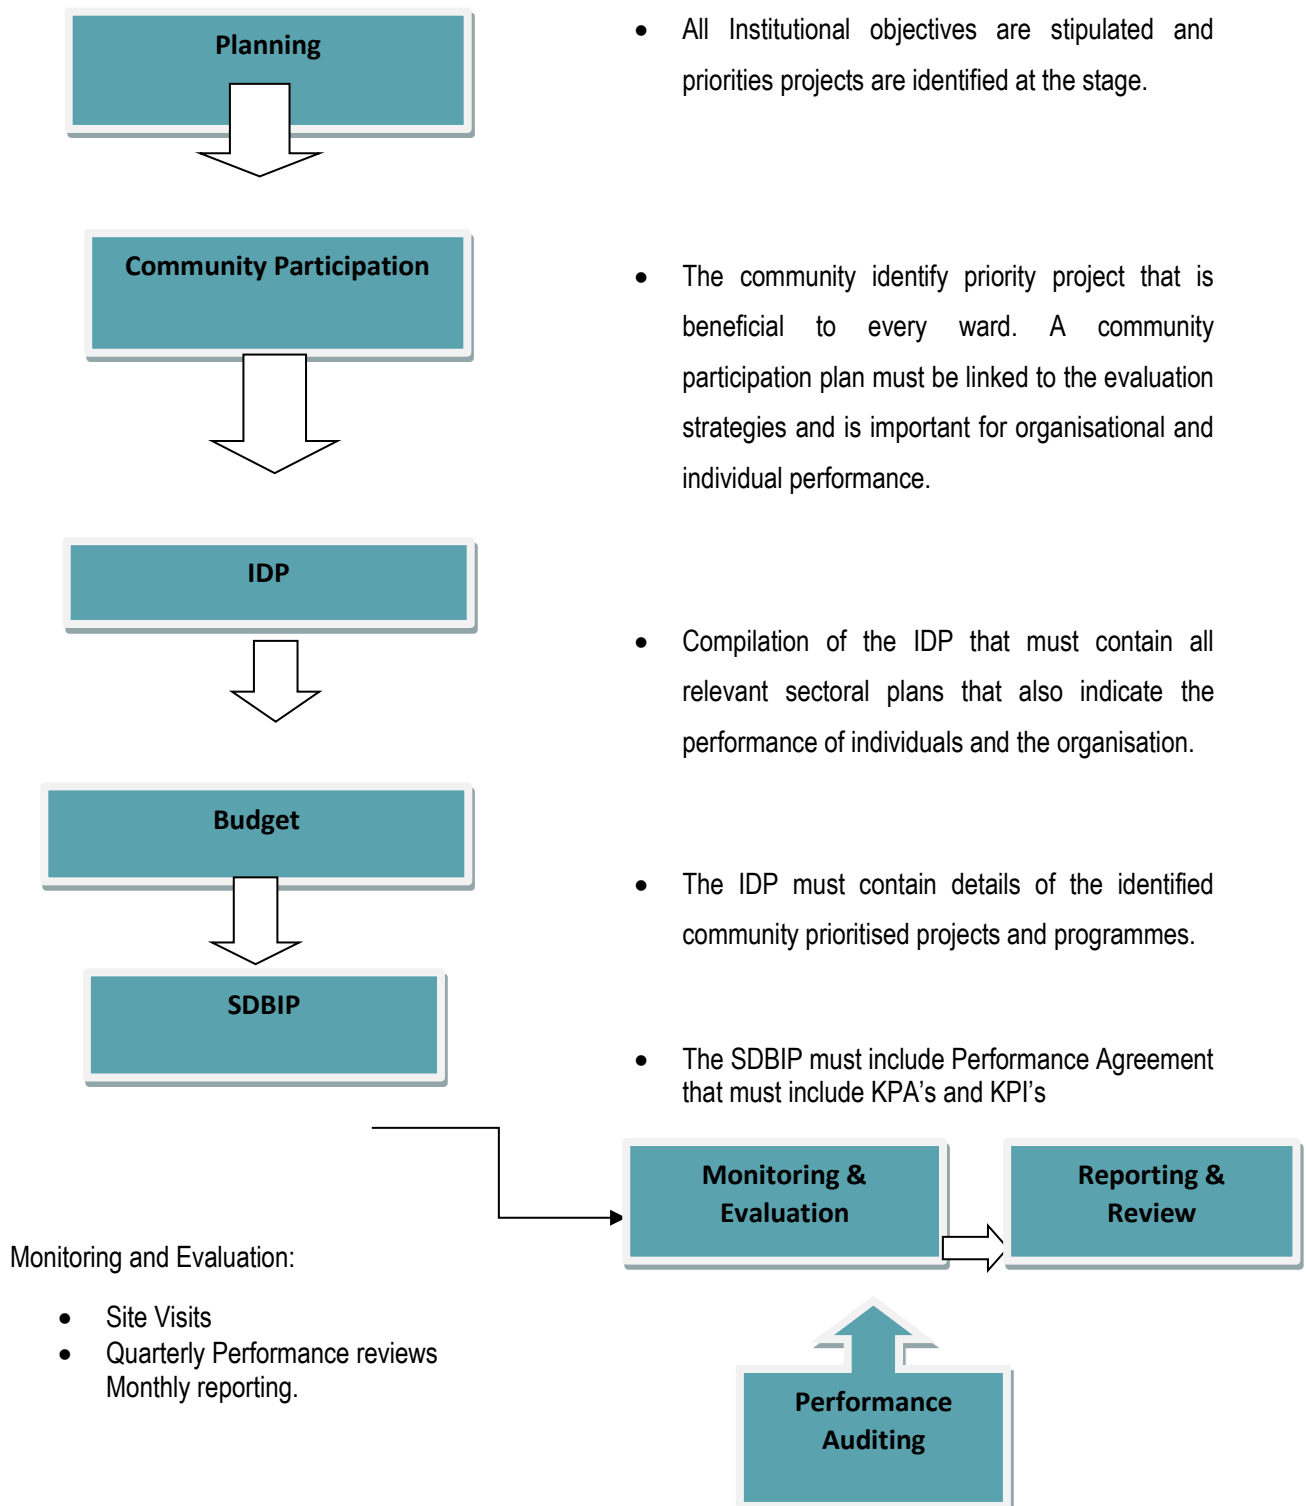 Planning
• All Institutional objectives are stipulated and
priorities projects are identified at the stage.
Community Participation
• The community identify priority project that is
beneficial to every ward. A community
participation plan must be linked to the evaluation
strategies and is important for organisational and
individual performance.
IDP
• Compilation of the IDP that must contain all
relevant sectoral plans that also indicate the
performance of individuals and the organisation.
Budget
• The IDP must contain details of the identified
community prioritised projects and programmes.
SDBIP
• The SDBIP must include Performance Agreement
that must include KPA’s and KPI’s
Monitoring &
Evaluation
Reporting &
Review
Monitoring and Evaluation:
• Site Visits
• Quarterly Performance reviews
Monthly reporting.
Performance
Auditing